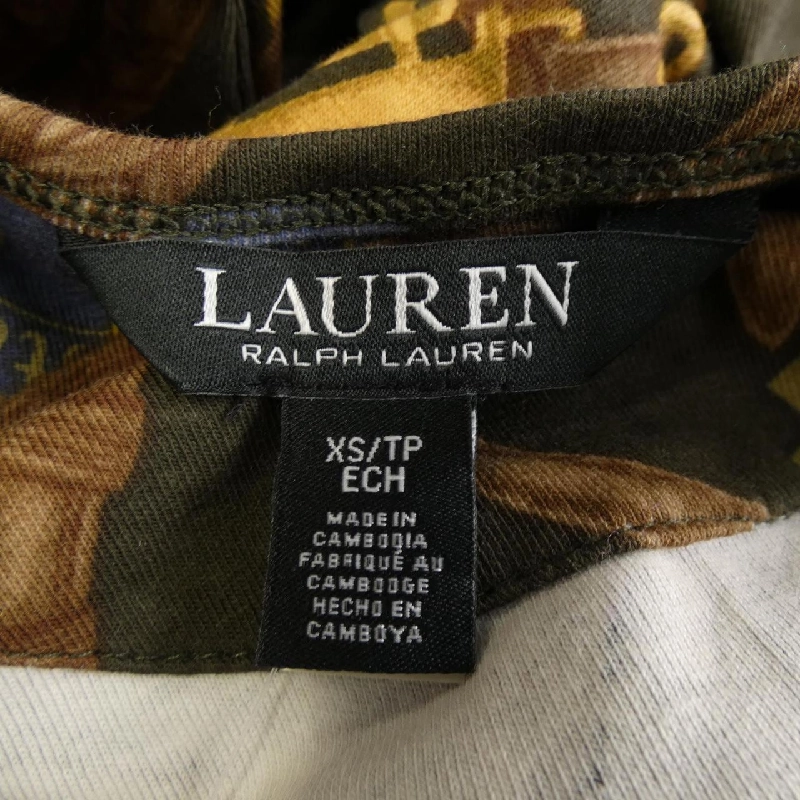 LAUREN
RALPH LAUREN
XS/TP
ECH
MADE IN
CAMBODIA
FABRIQUÉ AU
CAMBODGE
HECHO EN
CAMBOYA